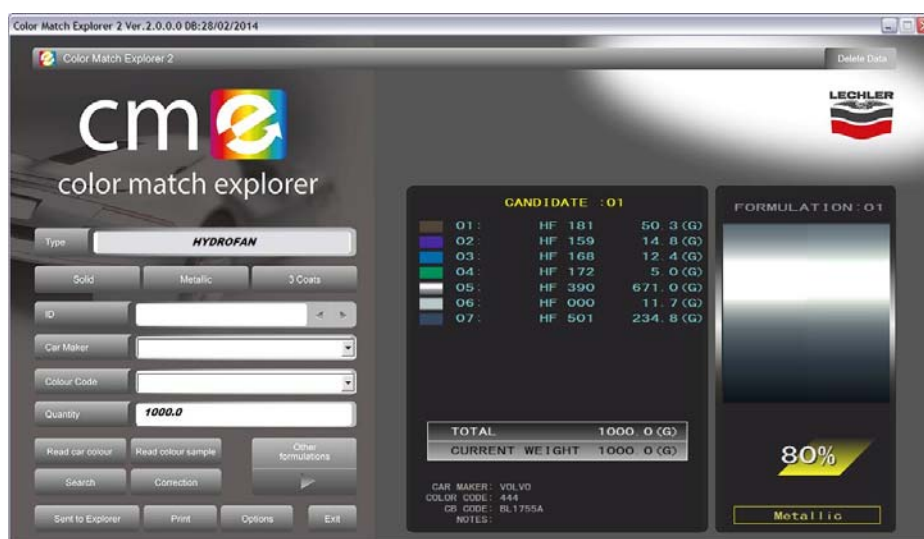 Color Match Explorer 2 Ver.2.0.0.0 DB:28/02/2014
Color Match Explorer 2
Delete Data
cme
color match explorer
LECHLER
Type HYDROFAN
Solid Metallic 3 Coats
ID
Car Maker
Colour Code
Quantity 1000.0
Read car colour Read colour sample Other formulations
Search Correction
Sent to Explorer Print Options Exit
CANDIDATE :01
01: HF 181 50.3(G)
02: HF 159 14.8(G)
03: HF 168 12.4(G)
04: HF 172 5.0(G)
05: HF 390 671.0(G)
06: HF 000 11.7(G)
07: HF 501 234.8(G)
TOTAL 1000.0(G)
CURRENT WEIGHT 1000.0(G)
CAR MAKER: VOLVO
COLOR CODE: 444
CB CODE: BL1755A
NOTES:
FORMULATION:01
80%
Metallic